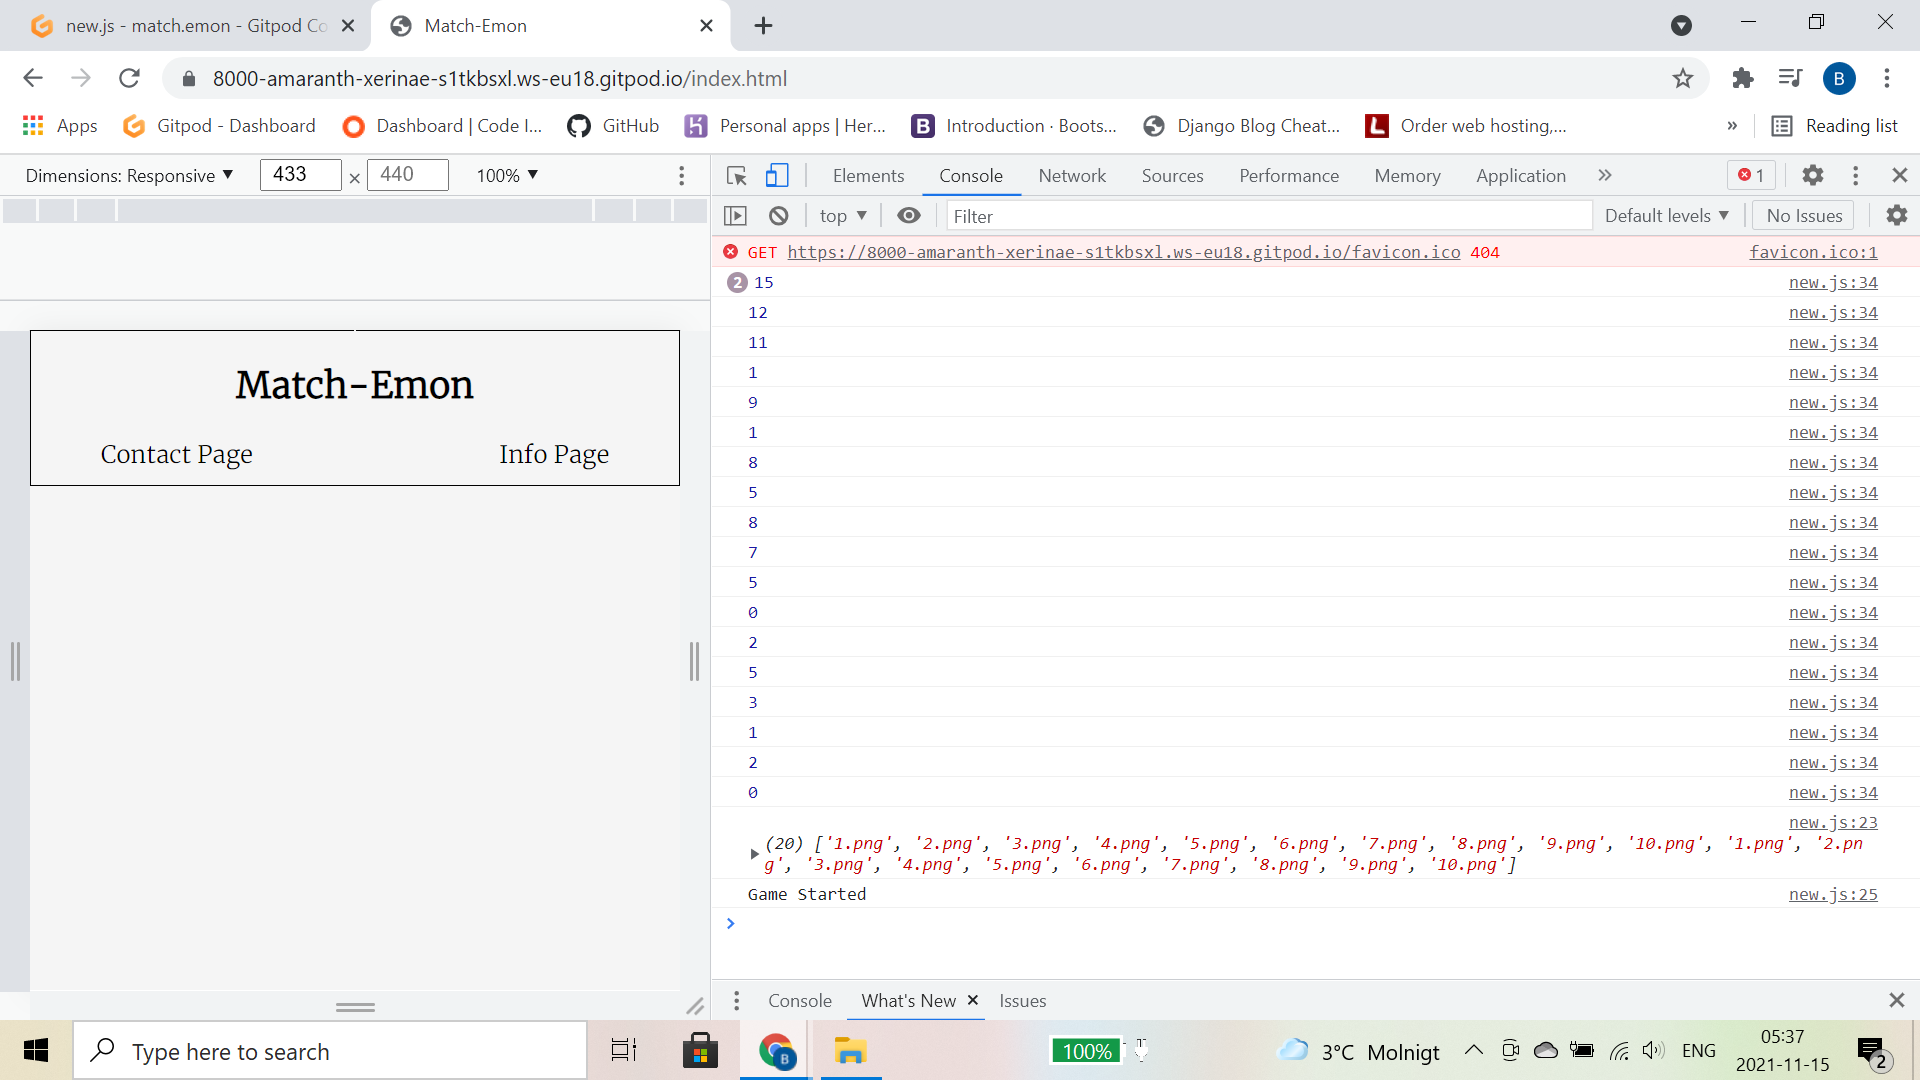 new.js - match.emon - Gitpod Co
Match-Emon
8000-amaranth-xerinae-s1tkbsxl.ws-eu18.gitpod.io/index.html
B
Apps
Gitpod - Dashboard
Dashboard | Code I...
GitHub
Personal apps | Her...
B
Introduction · Boots...
Django Blog Cheat...
L
Order web hosting,...
»
Reading list
Dimensions: Responsive ▼
433
×
440
100% ▼
Elements
Console
Network
Sources
Performance
Memory
Application
»
1
top ▼
Filter
Default levels ▼
No Issues
GET https://8000-amaranth-xerinae-s1tkbsxl.ws-eu18.gitpod.io/favicon.ico 404 favicon.ico:1
2 15 new.js:34
12 new.js:34
11 new.js:34
1 new.js:34
9 new.js:34
1 new.js:34
8 new.js:34
5 new.js:34
8 new.js:34
7 new.js:34
5 new.js:34
0 new.js:34
2 new.js:34
5 new.js:34
3 new.js:34
1 new.js:34
2 new.js:34
0 new.js:34
new.js:23
(20) ['1.png', '2.png', '3.png', '4.png', '5.png', '6.png', '7.png', '8.png', '9.png', '10.png', '1.png', '2.pn
g', '3.png', '4.png', '5.png', '6.png', '7.png', '8.png', '9.png', '10.png']
Game Started new.js:25
Match-Emon
Contact Page
Info Page
Console
What's New
Issues
Type here to search
B
100%
3°C Molnigt
ENG
05:37
2021-11-15
2